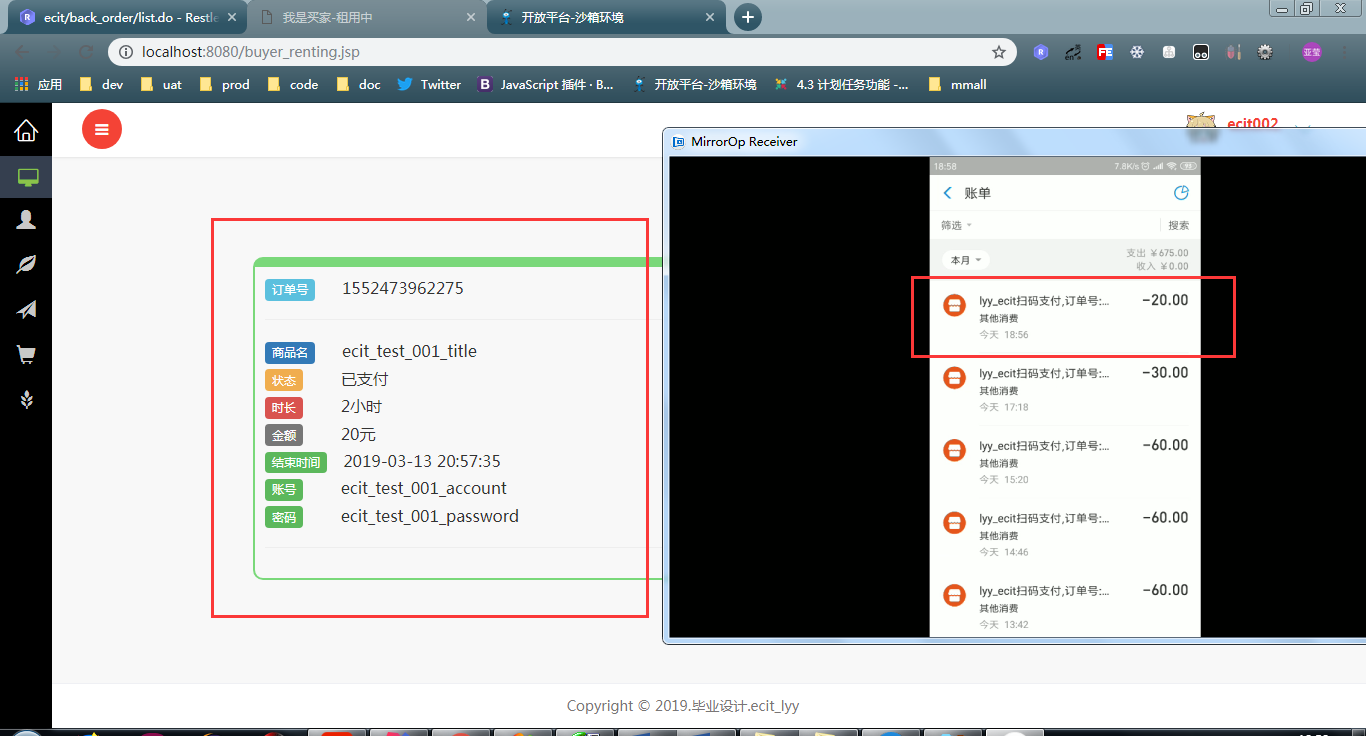 ecit/back_order/list.do - Restle
我是买家-租用中
开放平台-沙箱环境
localhost:8080/buyer_renting.jsp
应用
dev
uat
prod
code
doc
Twitter
JavaScript 插件 · B...
开放平台-沙箱环境
4.3 计划任务功能 -...
mmall
ecit002
订单号 1552473962275
商品名 ecit_test_001_title
状态 已支付
时长 2小时
金额 20元
结束时间 2019-03-13 20:57:35
账号 ecit_test_001_account
密码 ecit_test_001_password
MirrorOp Receiver
18:58 7.8K/s
账单
筛选 搜索
本月
支出 ¥675.00
收入 ¥0.00
lyy_ecit扫码支付,订单号:... -20.00
其他消费
今天 18:56
lyy_ecit扫码支付,订单号:... -30.00
其他消费
今天 17:18
lyy_ecit扫码支付,订单号:... -60.00
其他消费
今天 15:20
lyy_ecit扫码支付,订单号:... -60.00
其他消费
今天 14:46
lyy_ecit扫码支付,订单号:... -60.00
其他消费
今天 13:42
Copyright © 2019.毕业设计.ecit_lyy